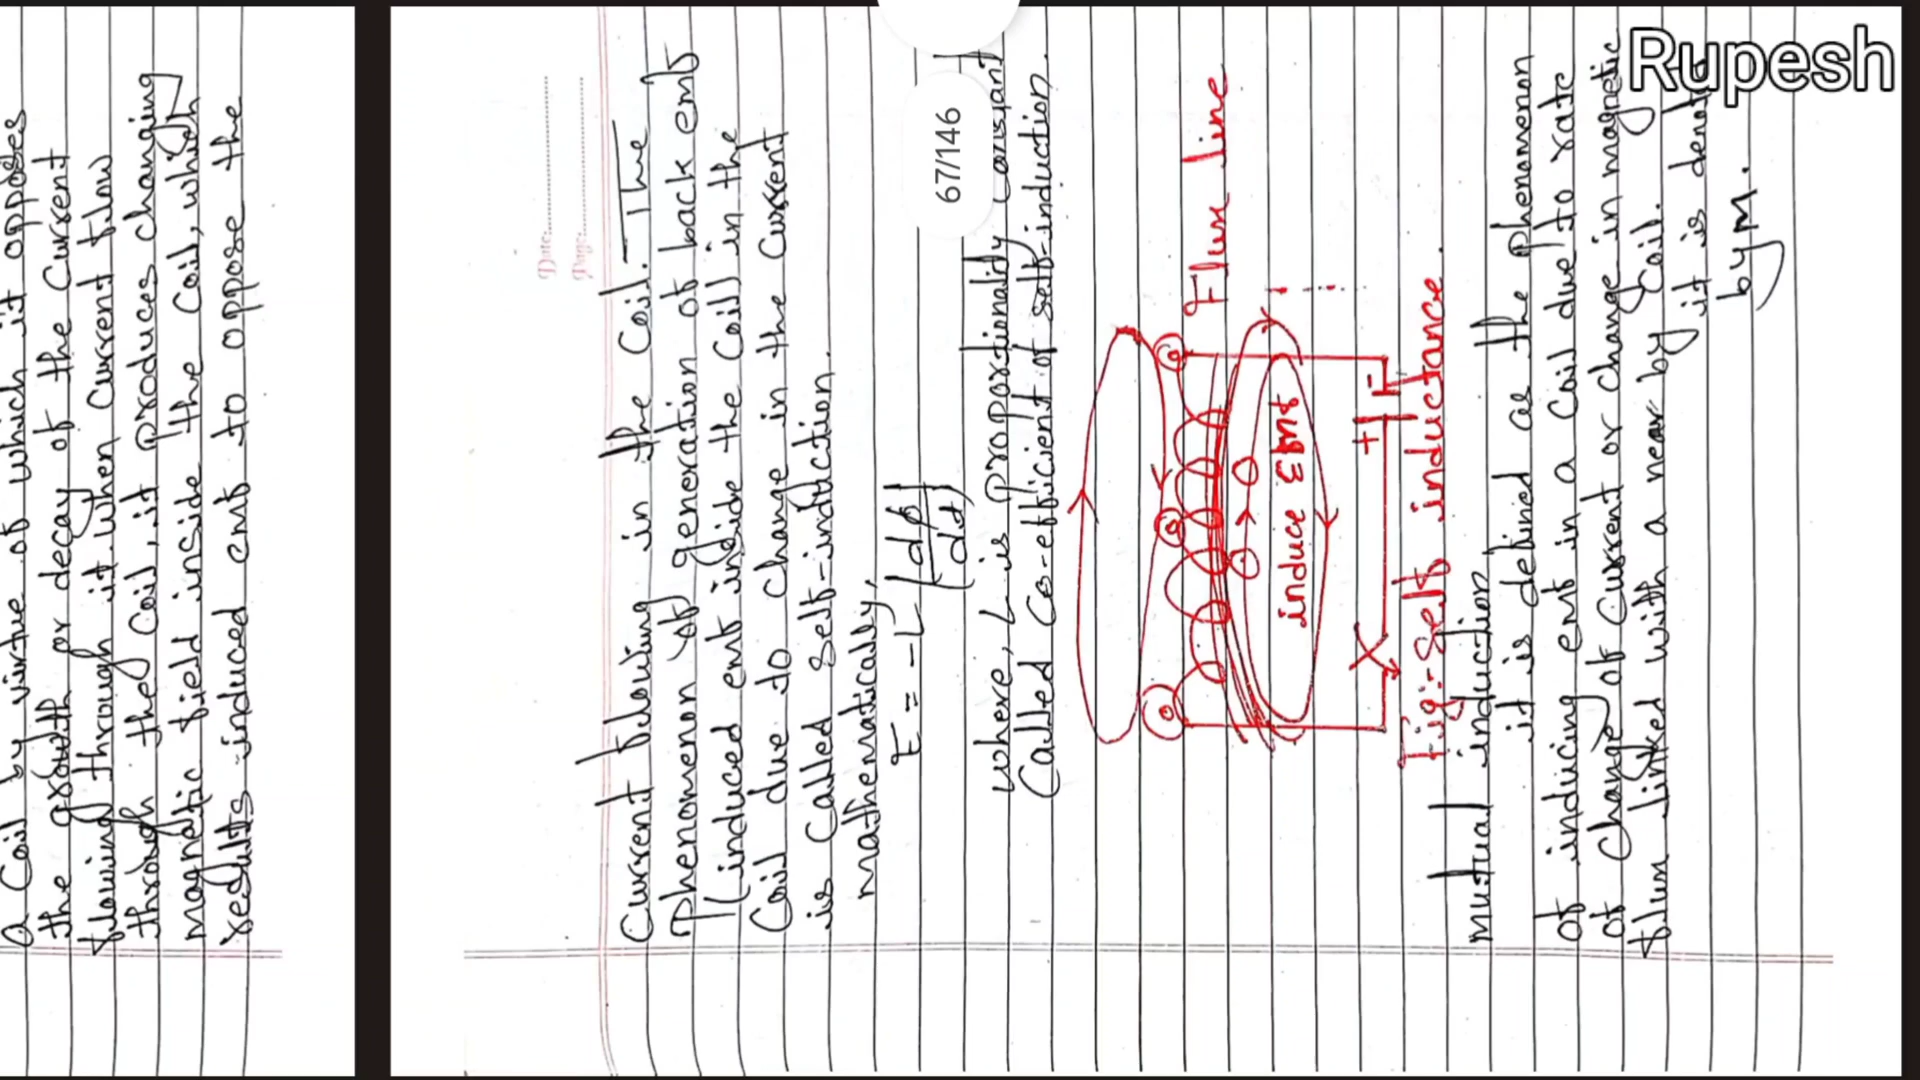 a Coil by virtue of which it opposes
the growth or decay of the Current
flowing through it. When Current flow
through the Coil, it produces changing
magnetic field inside the Coil, which
results induced emf to oppose the
Date:
Page:
Current flowing in the Coil. The
Phenomenon of generation of back emf
(induced emf inside the Coil in the
Coil due to change in the Current
is Called Self-induction.
mathematically,
E = -L (dφ/dt)
where, L is proportionality Constant
Called Co-efficient of self-induction.
Flux line
induce Emf
+ -
Fig:- Self inductance.
mutual induction
it is defined as the phenomenon
of inducing emf in a Coil due to rate
of change of Current or change in magnetic
flux linked with a near by Coil.
it is denoted
by m.
67/146
Rupesh